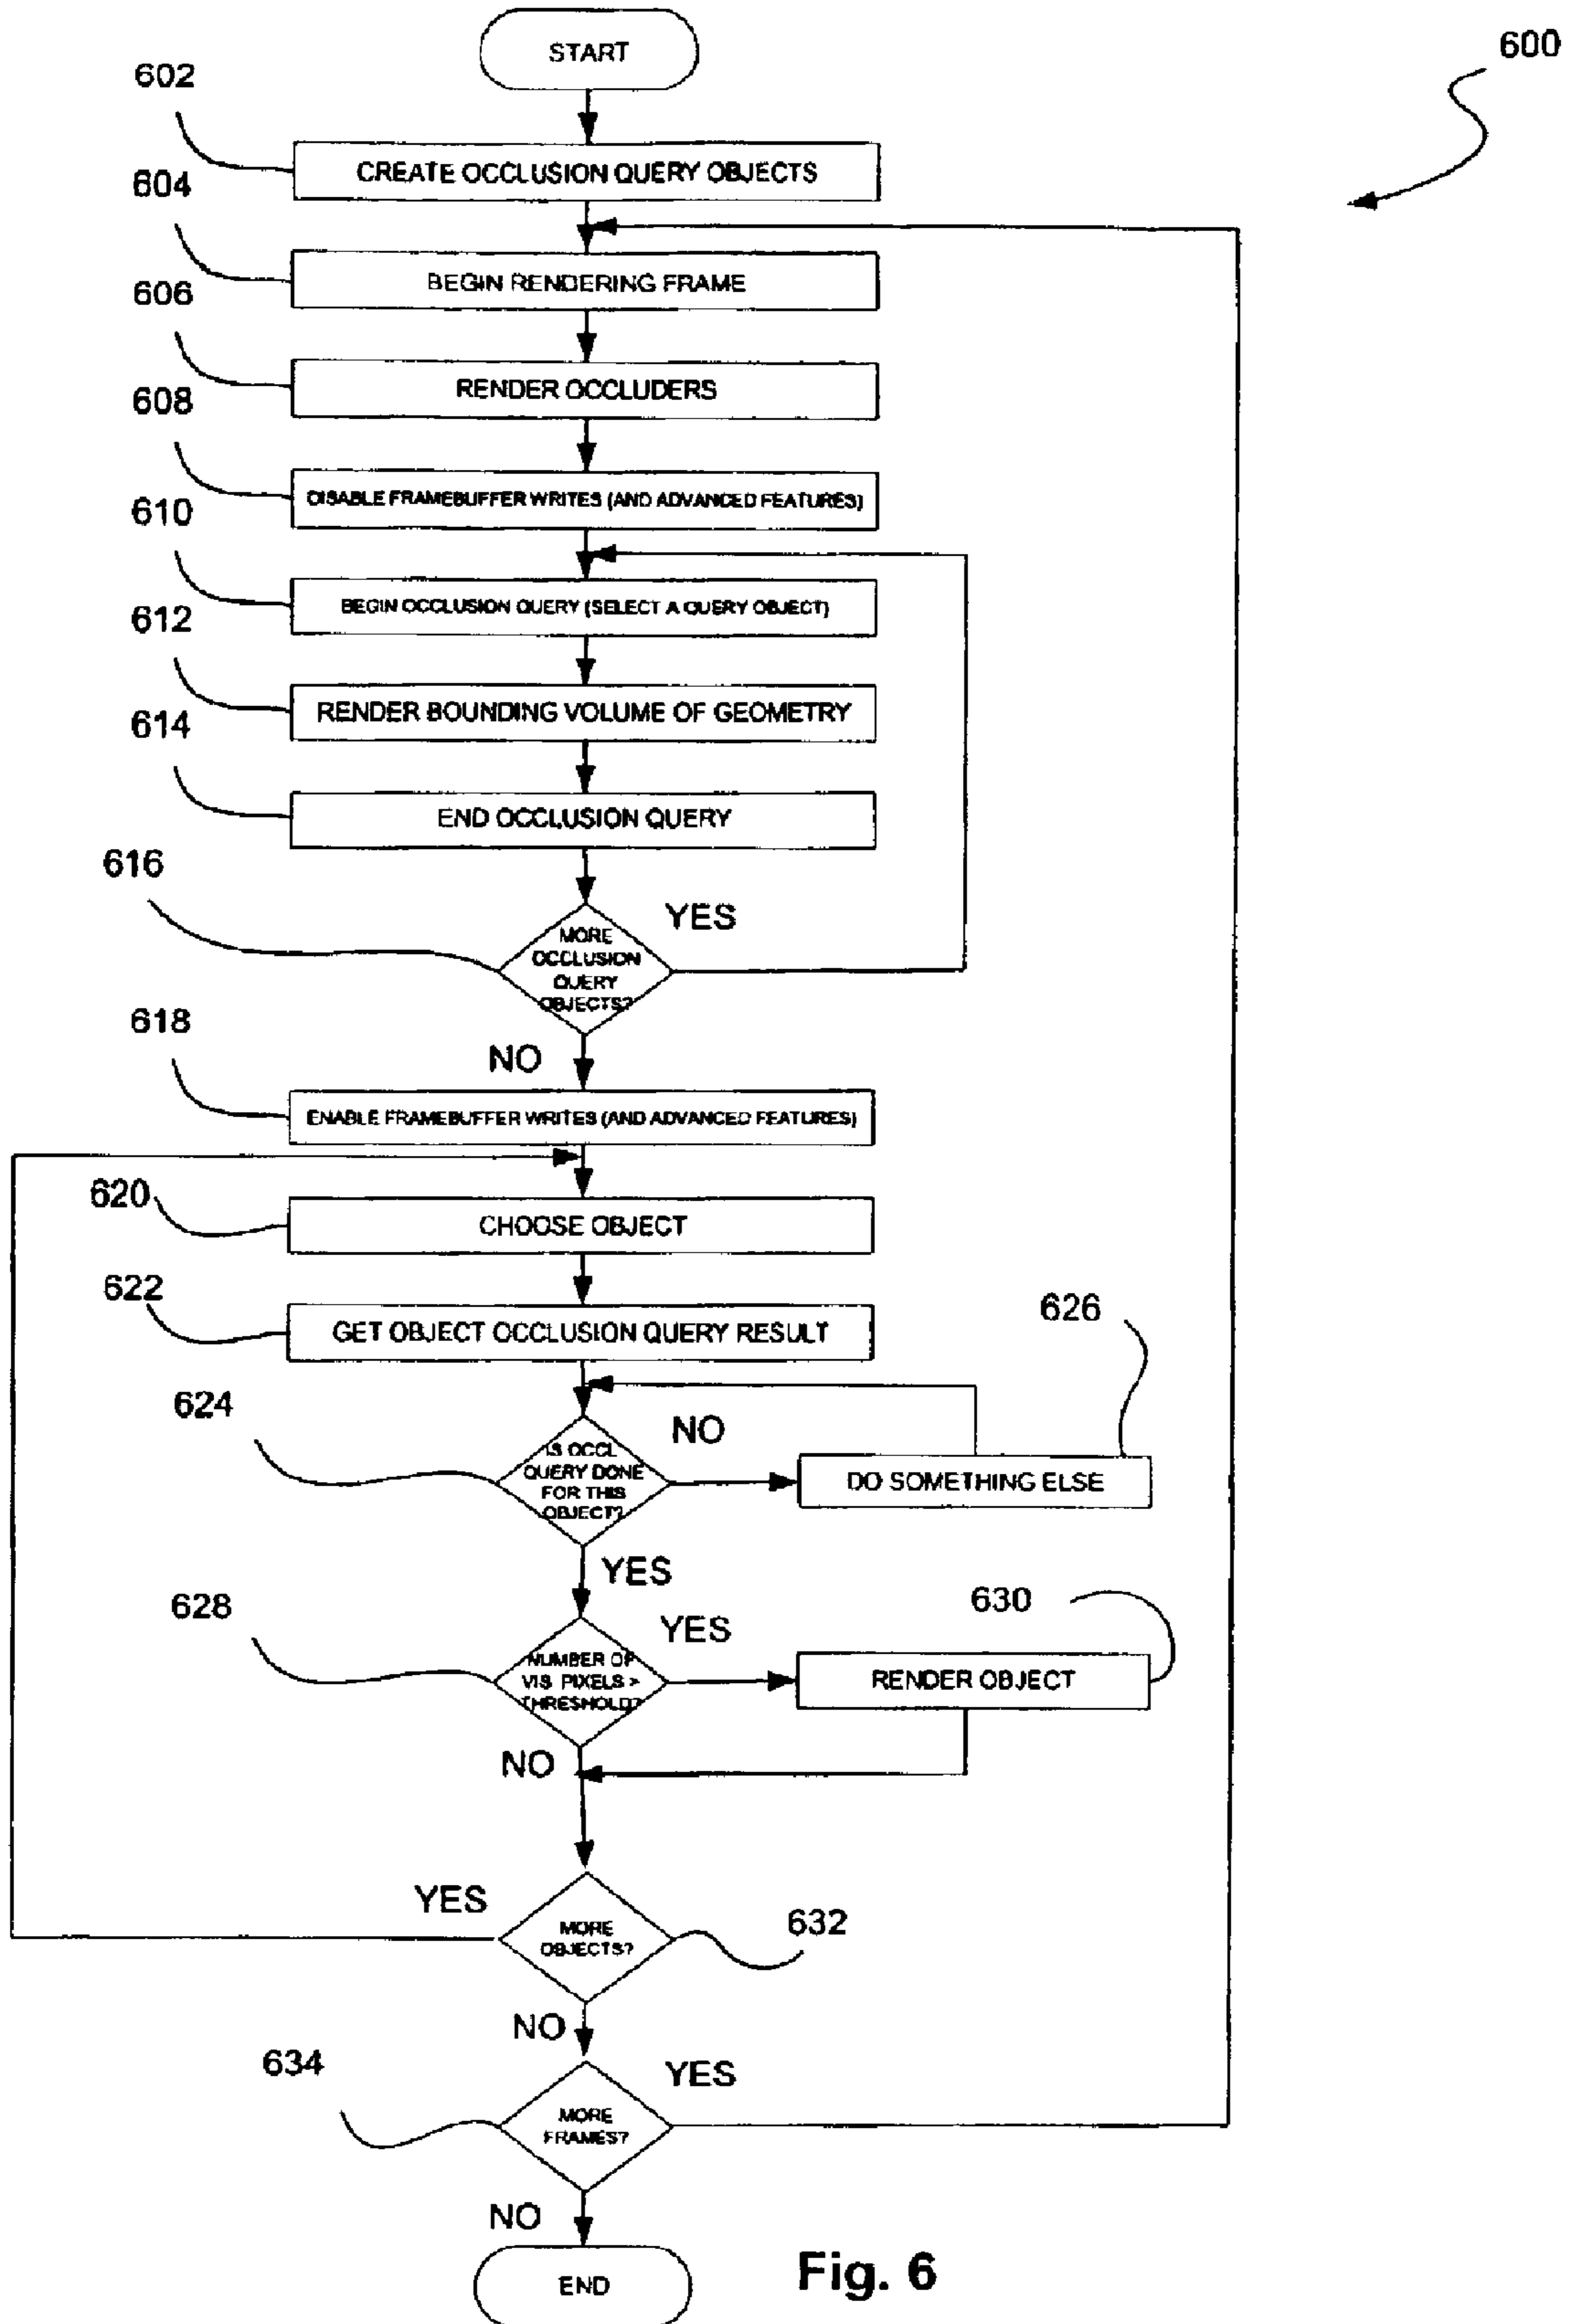 START
600
602
CREATE OCCLUSION QUERY OBJECTS
604
BEGIN RENDERING FRAME
606
RENDER OCCLUDERS
608
DISABLE FRAMEBUFFER WRITES (AND ADVANCED FEATURES)
610
BEGIN OCCLUSION QUERY (SELECT A QUERY OBJECT)
612
RENDER BOUNDING VOLUME OF GEOMETRY
614
END OCCLUSION QUERY
616
YES
MORE
OCCLUSION
QUERY
OBJECTS?
618
NO
ENABLE FRAMEBUFFER WRITES (AND ADVANCED FEATURES)
620
CHOOSE OBJECT
622
GET OBJECT OCCLUSION QUERY RESULT
626
624
NO
IS OCCL
QUERY DONE
FOR THIS
OBJECT?
DO SOMETHING ELSE
YES
628
630
YES
NUMBER OF
VIS PIXELS >
THRESHOLD?
RENDER OBJECT
NO
YES
632
MORE
OBJECTS?
NO
634
YES
MORE
FRAMES?
NO
END
Fig. 6